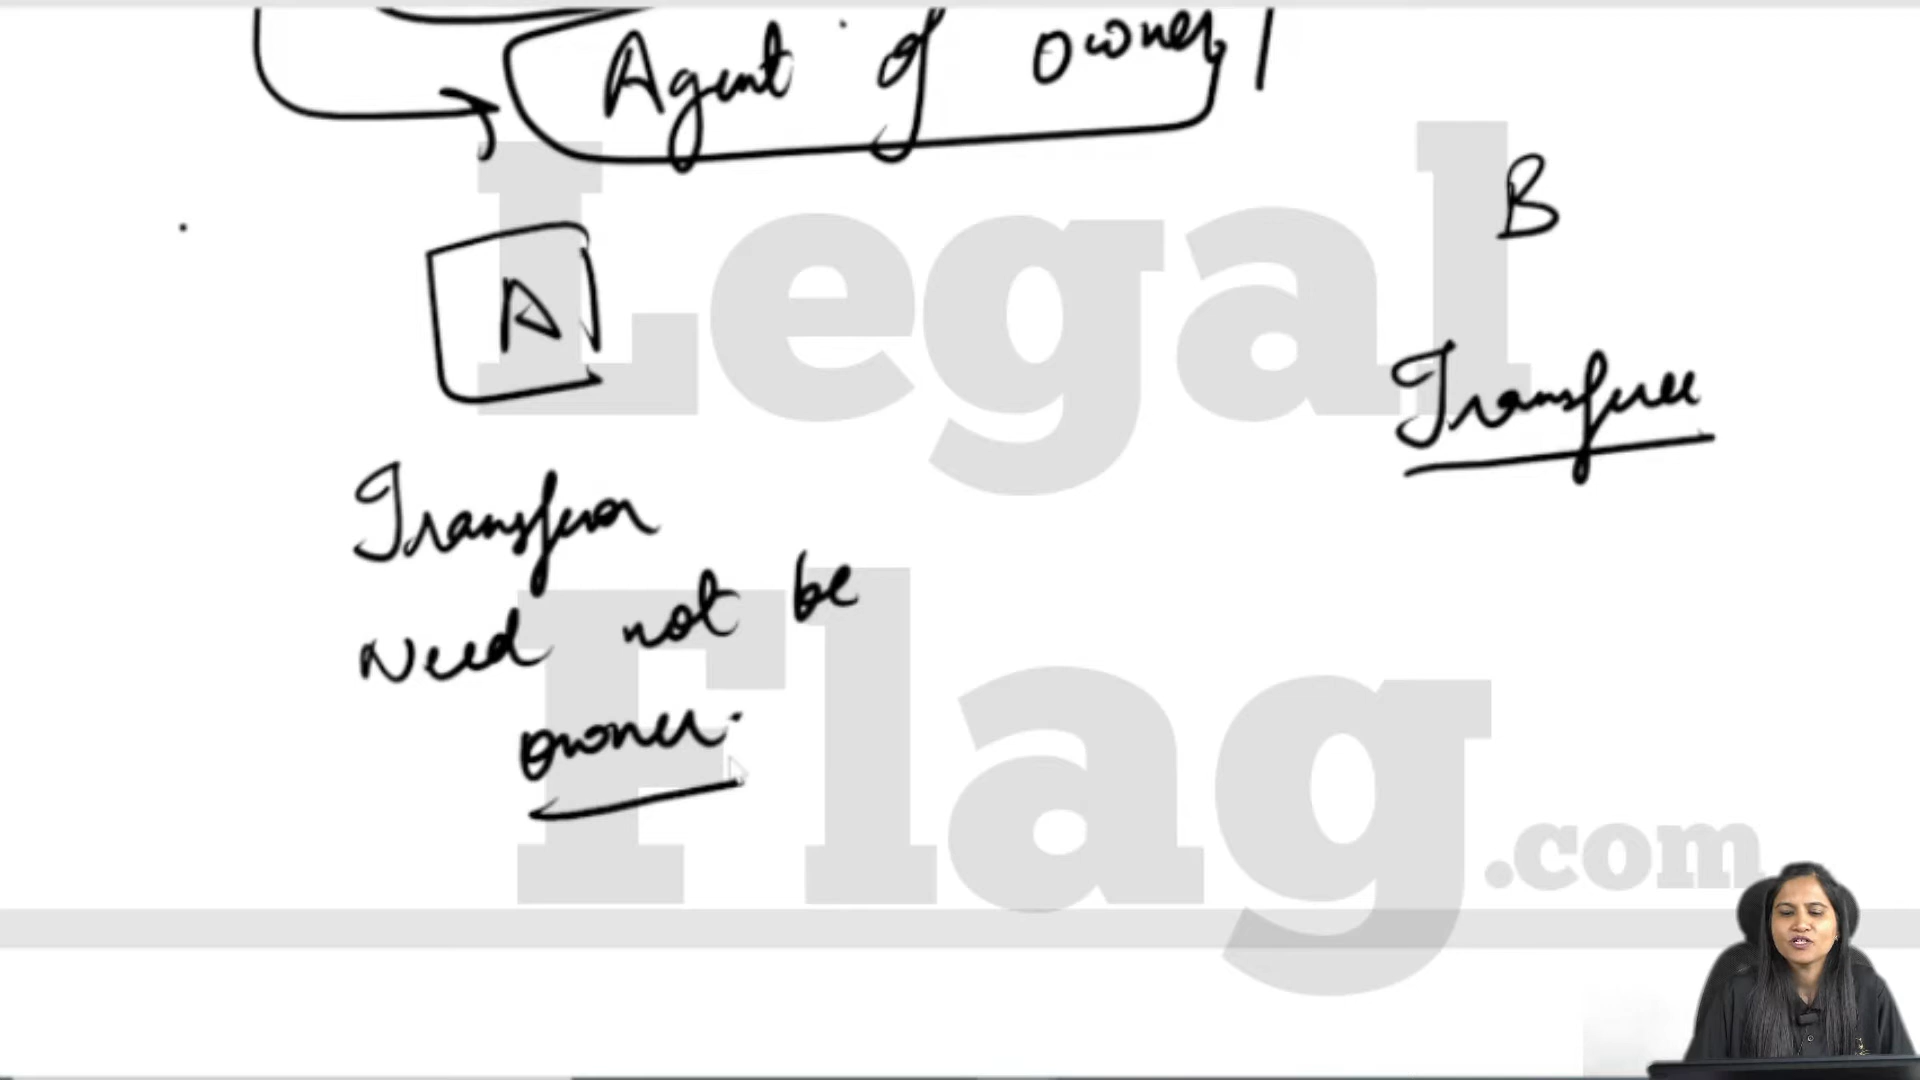 Agent of owner
A
B
Transferee
Transferor
Need not be
owner.
Legal
Flag
.com